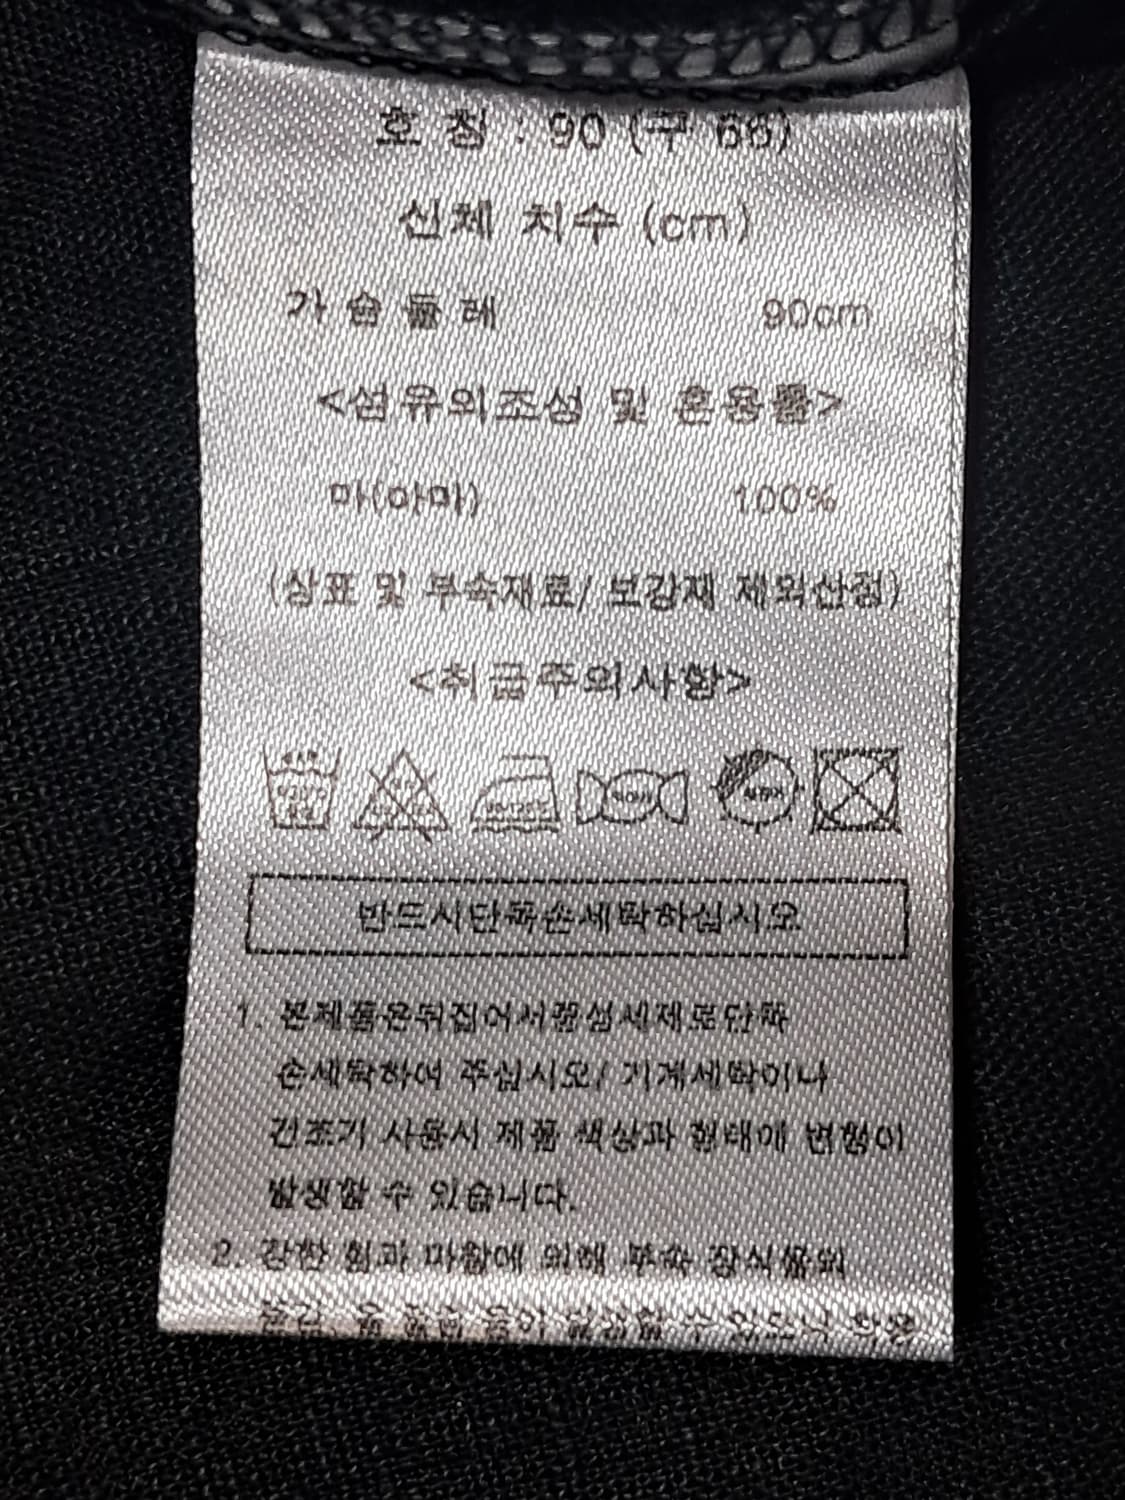 호 칭 : 90 (구 66)
신체 치수 (cm)
가 슴 둘 레 90cm
<섬유의조성 및 혼용률>
마(아마) 100%
(상표 및 부속재료/ 보강재 제외산정)
<취급주의사항>
반드시단독손세탁하십시오
1. 본제품은뒤집어서중성세제로단독
손세탁하여 주십시오/ 기계세탁이나
건조기 사용시 제품 색상과 형태에 변형이
발생할 수 있습니다.
2. 강한 힘과 마찰에 의해 부속 장식물의
수 있으니